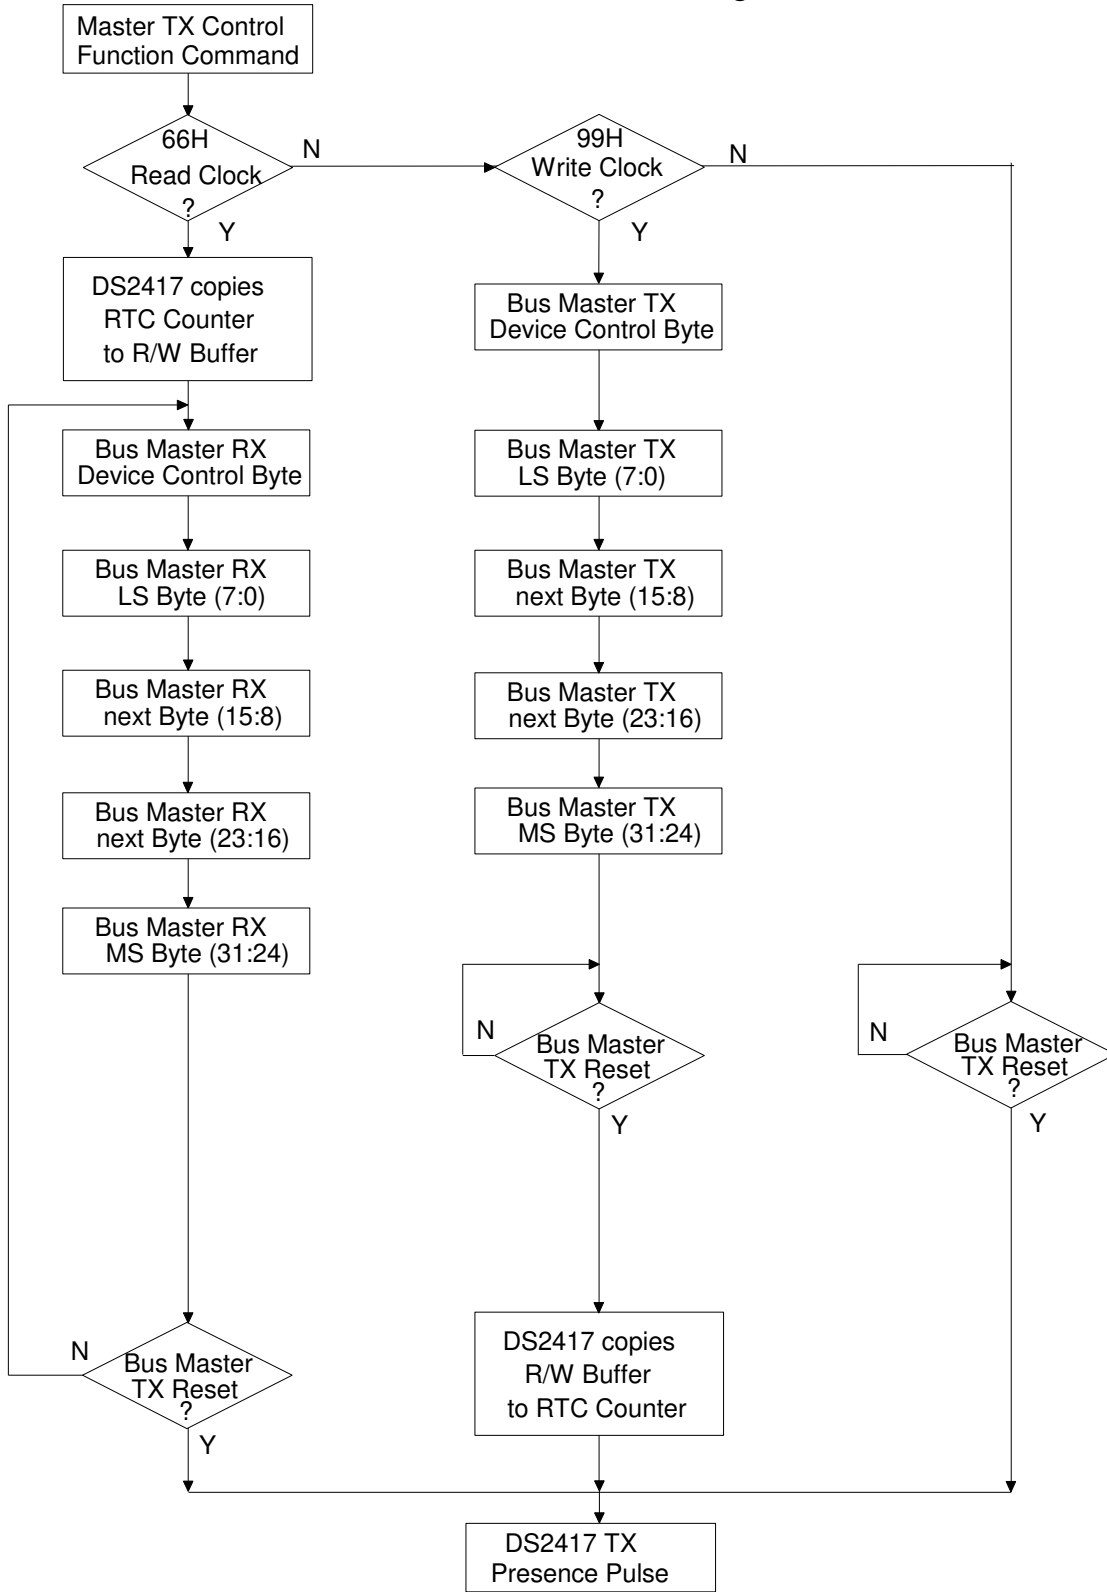 Master TX Control
Function Command
66H
Read Clock
?
N
Y
99H
Write Clock
?
N
Y
DS2417 copies
RTC Counter
to R/W Buffer
Bus Master RX
Device Control Byte
Bus Master RX
LS Byte (7:0)
Bus Master RX
next Byte (15:8)
Bus Master RX
next Byte (23:16)
Bus Master RX
MS Byte (31:24)
N
Bus Master
TX Reset
?
Y
Bus Master TX
Device Control Byte
Bus Master TX
LS Byte (7:0)
Bus Master TX
next Byte (15:8)
Bus Master TX
next Byte (23:16)
Bus Master TX
MS Byte (31:24)
N
Bus Master
TX Reset
?
Y
DS2417 copies
R/W Buffer
to RTC Counter
N
Bus Master
TX Reset
?
Y
DS2417 TX
Presence Pulse